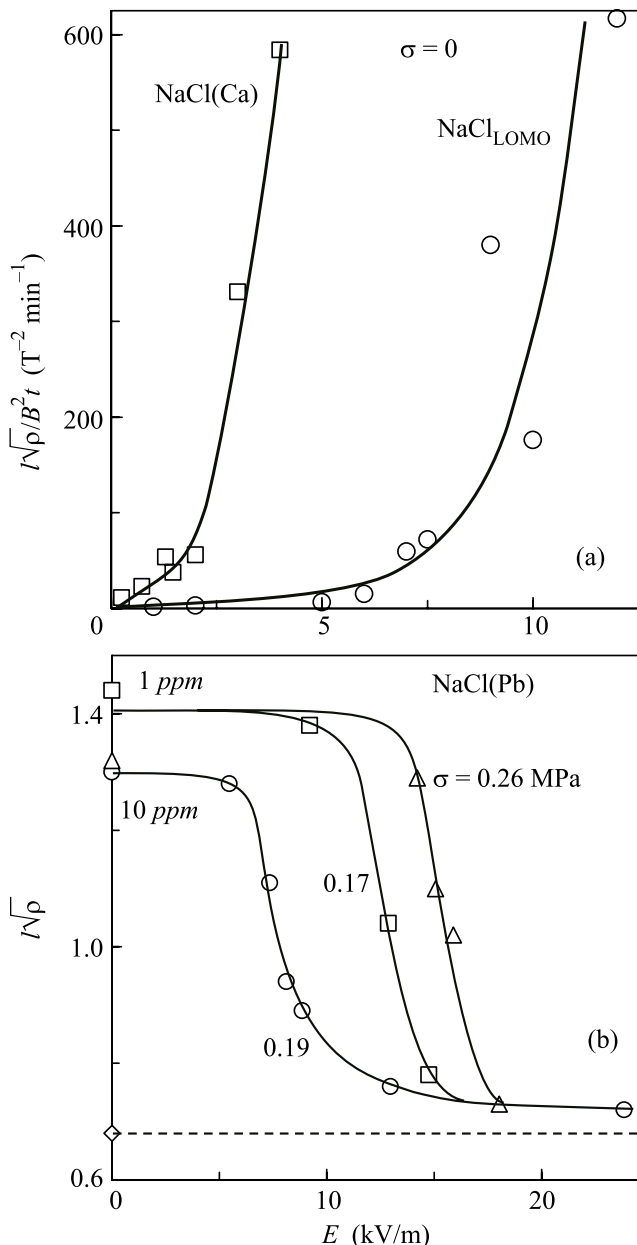 600
σ = 0
NaCl(Ca)
NaCl_LOMO
400
l√ρ/B²t (T⁻² min⁻¹)
200
(a)
0
5
10
1 ppm
NaCl(Pb)
1.4
σ = 0.26 MPa
10 ppm
0.17
l√ρ
1.0
0.19
(b)
0.6
0
10
20
E (kV/m)